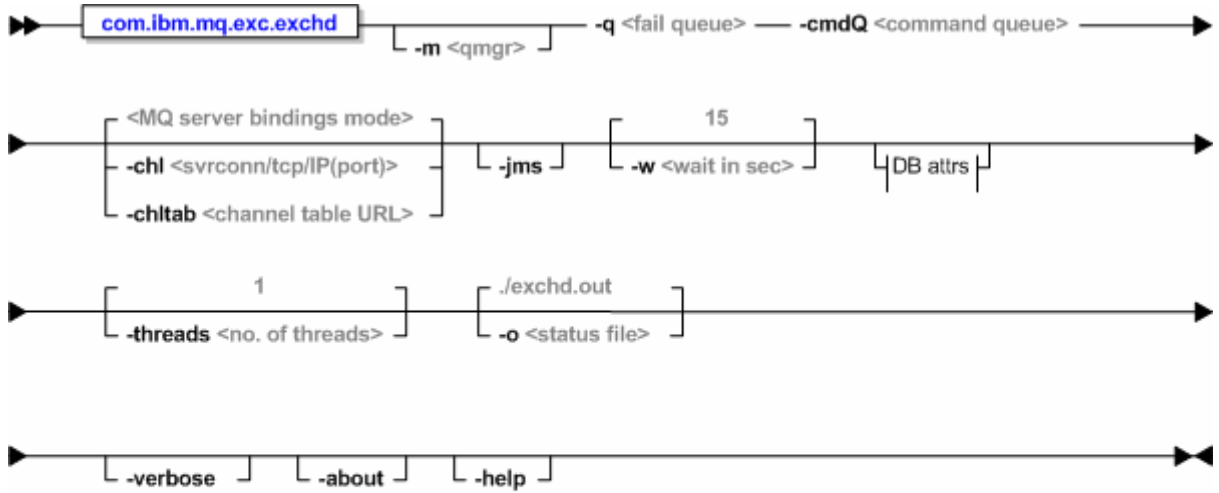 com.ibm.mq.exc.exchd -q <fail queue> -cmdQ <command queue>
-m <qmgr>
<MQ server bindings mode> 15
-chl <svrconn/tcp/IP(port)> -jms -w <wait in sec> DB attrs
-chltab <channel table URL>
1 ./exchd.out
-threads <no. of threads> -o <status file>
-verbose -about -help